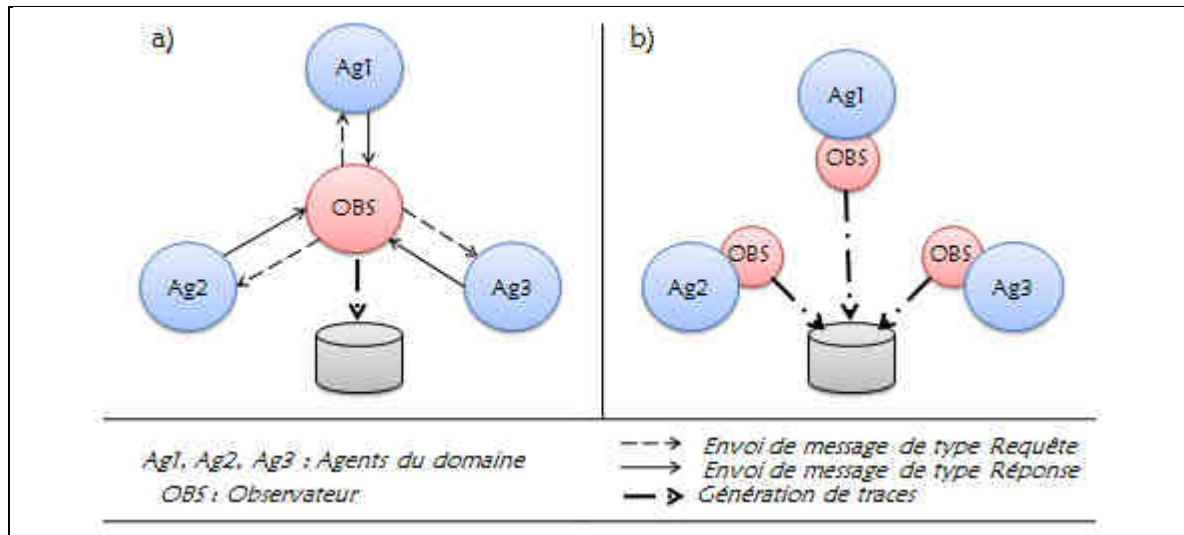 a)
Ag1
OBS
Ag2
Ag3
b)
Ag1
OBS
OBS
OBS
Ag2
Ag3
Ag1, Ag2, Ag3 : Agents du domaine
OBS : Observateur
Envoi de message de type Requête
Envoi de message de type Réponse
Génération de traces